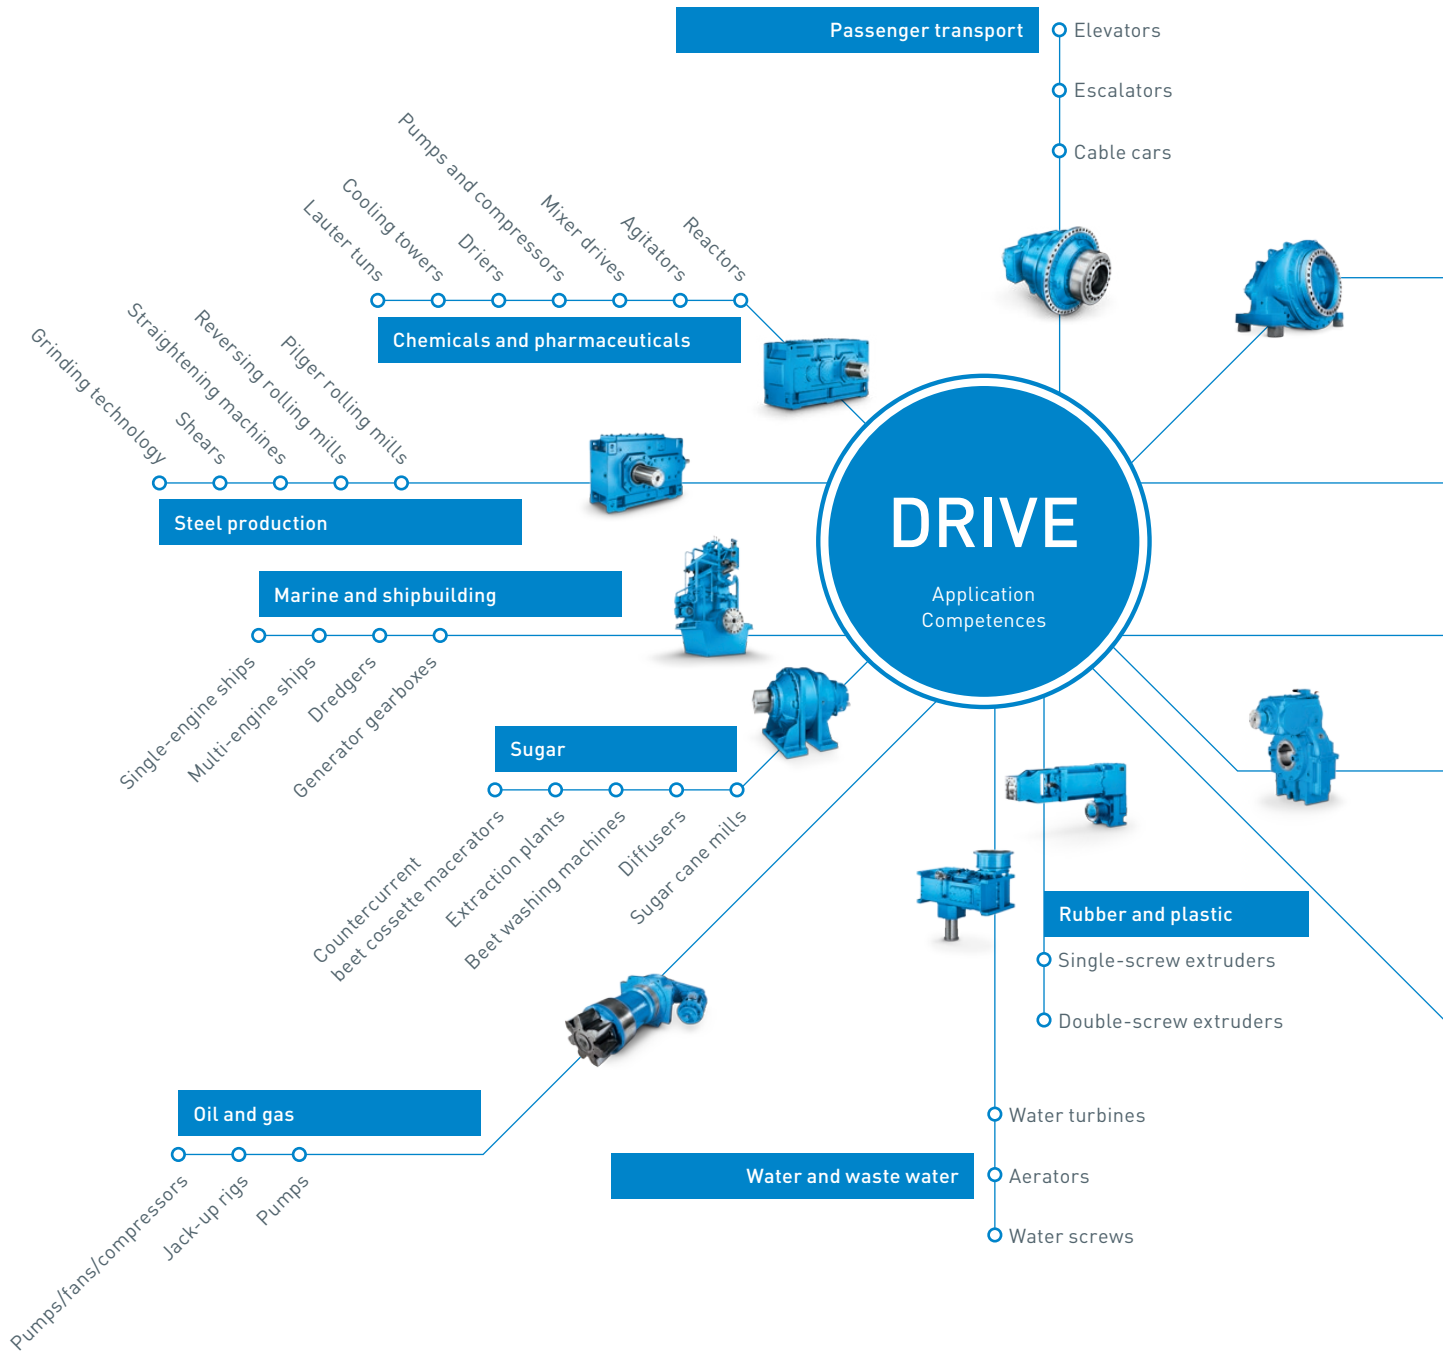 Passenger transport
Elevators
Escalators
Cable cars
Lauter tuns
Cooling towers
Driers
Pumps and compressors
Mixer drives
Agitators
Reactors
Chemicals and pharmaceuticals
Grinding technology
Shears
Straightening machines
Reversing rolling mills
Pilger rolling mills
Steel production
DRIVE
Application
Competences
Marine and shipbuilding
Single-engine ships
Multi-engine ships
Dredgers
Generator gearboxes
Sugar
Countercurrent
beet cossette macerators
Extraction plants
Beet washing machines
Diffusers
Sugar cane mills
Rubber and plastic
Single-screw extruders
Double-screw extruders
Oil and gas
Pumps/fans/compressors
Jack-up rigs
Pumps
Water and waste water
Water turbines
Aerators
Water screws